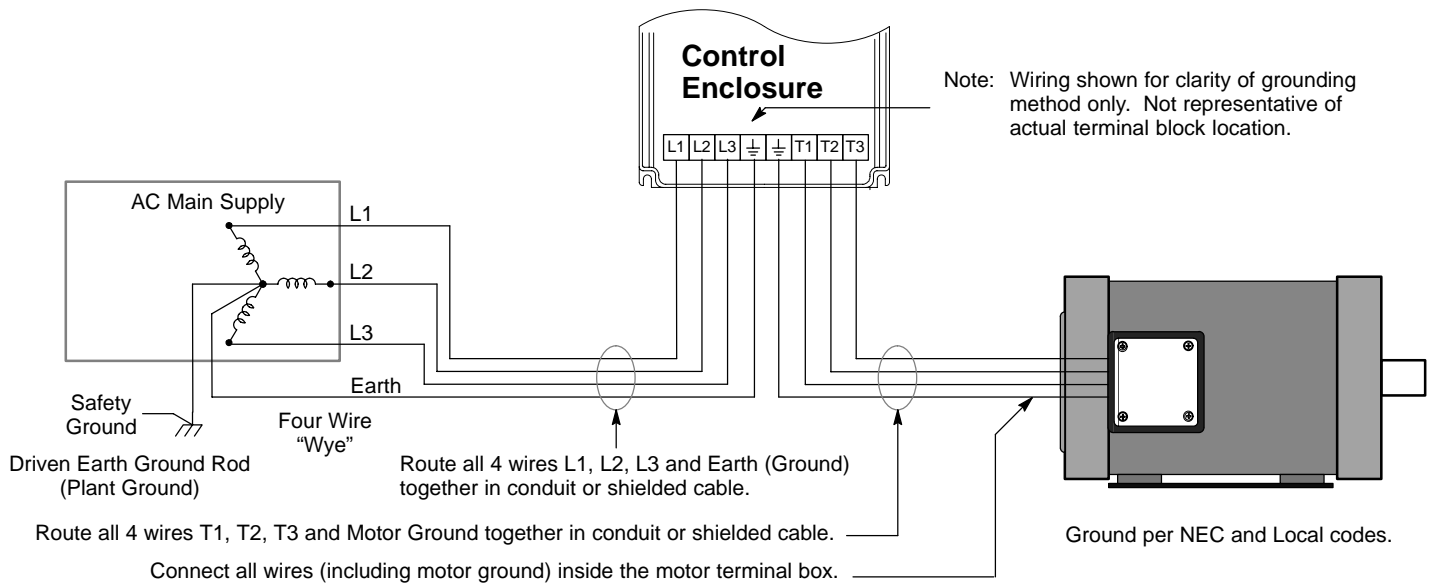 Control
Enclosure
Note: Wiring shown for clarity of grounding
method only. Not representative of
actual terminal block location.
L1 L2 L3 T1 T2 T3
AC Main Supply
L1
L2
L3
Earth
Safety
Ground
Four Wire
“Wye”
Driven Earth Ground Rod
(Plant Ground)
Route all 4 wires L1, L2, L3 and Earth (Ground)
together in conduit or shielded cable.
Route all 4 wires T1, T2, T3 and Motor Ground together in conduit or shielded cable.
Connect all wires (including motor ground) inside the motor terminal box.
Ground per NEC and Local codes.